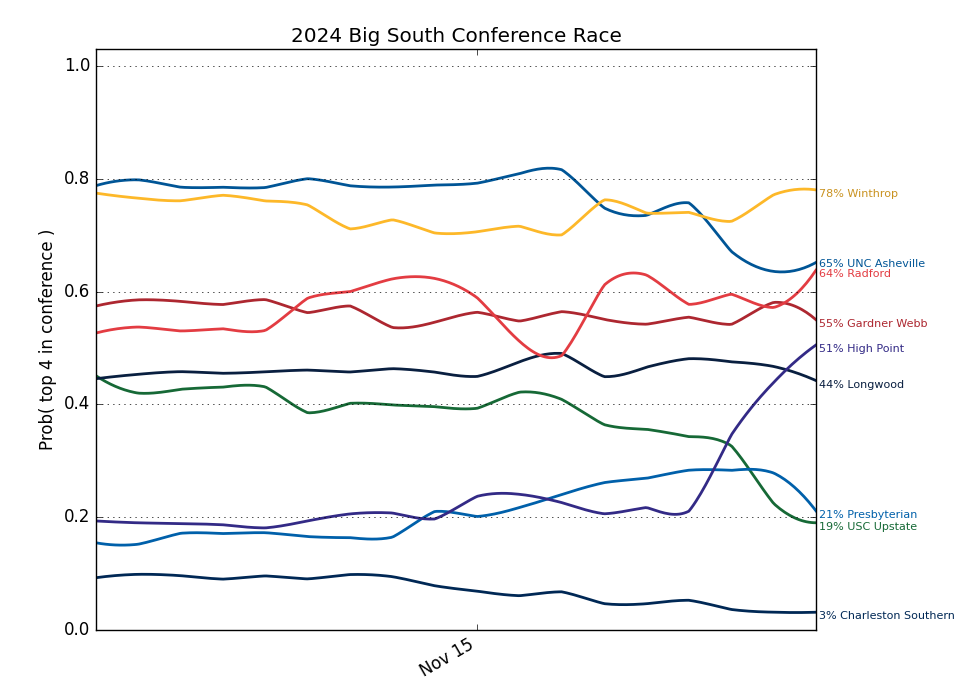 2024 Big South Conference Race
Prob( top 4 in conference )
1.0
0.8
0.6
0.4
0.2
0.0
Nov 15
78% Winthrop
65% UNC Asheville
64% Radford
55% Gardner Webb
51% High Point
44% Longwood
21% Presbyterian
19% USC Upstate
3% Charleston Southern